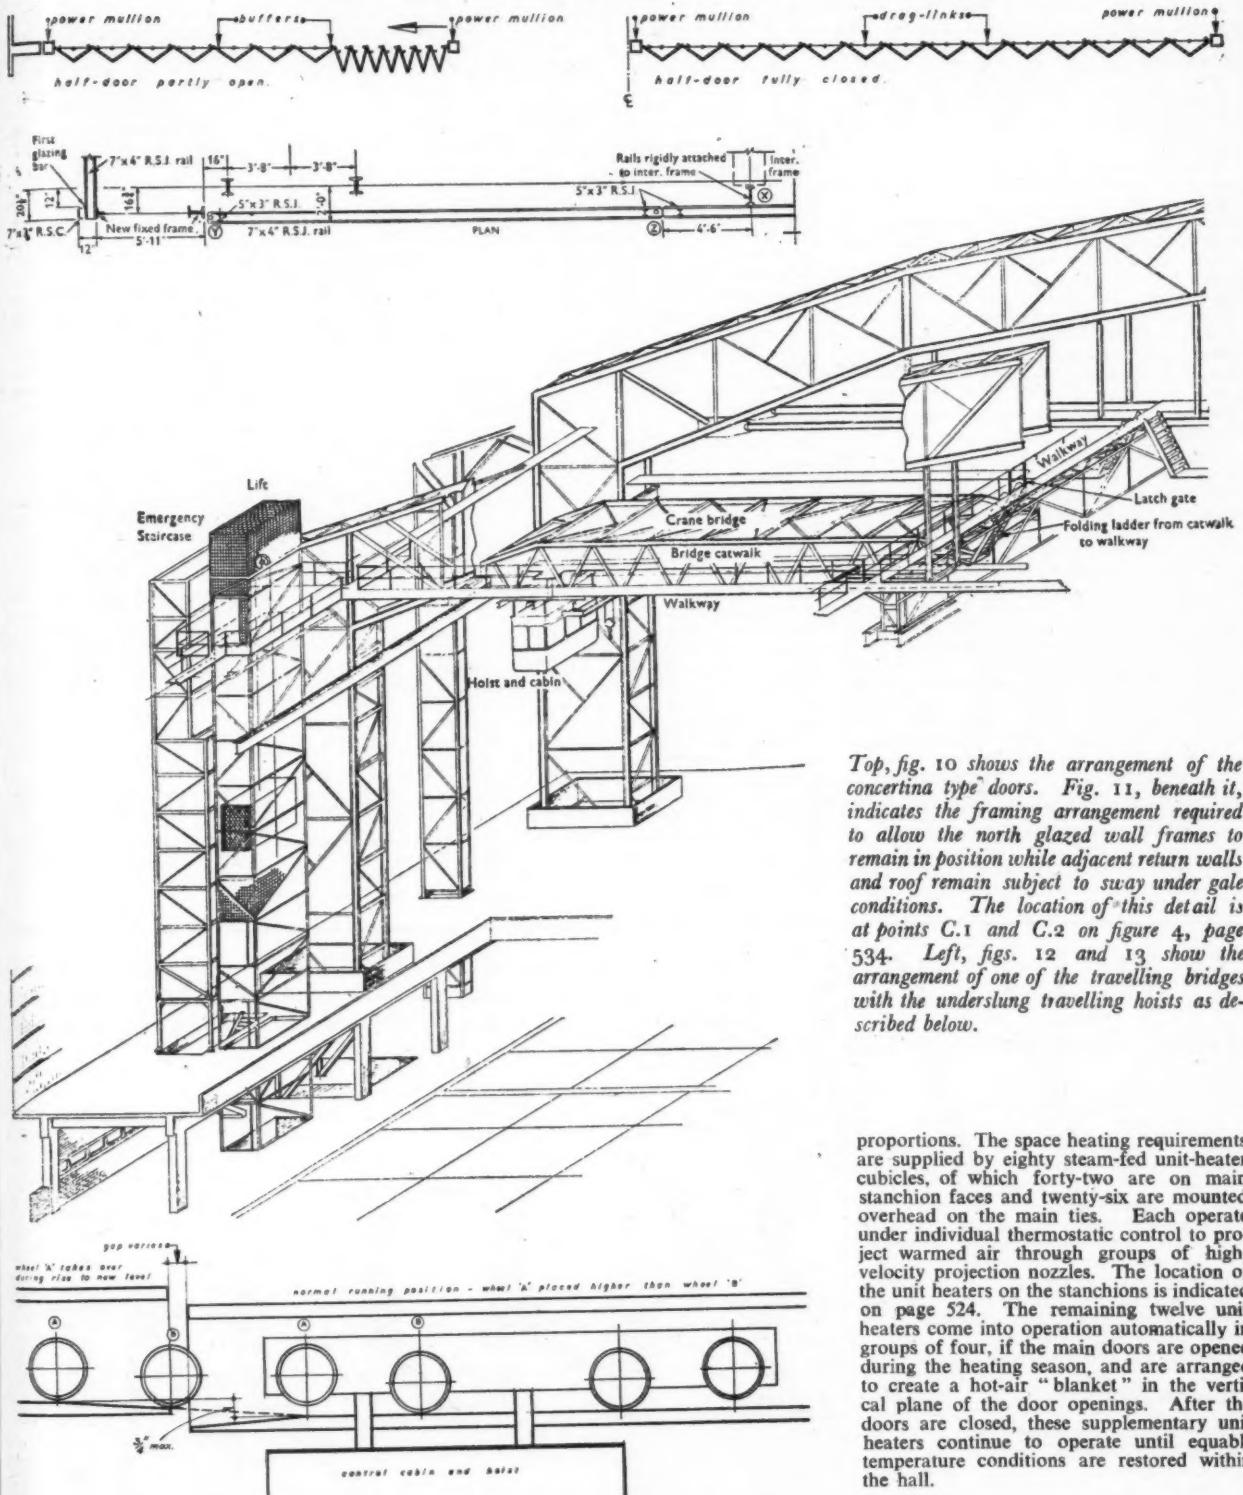 power mullion
buffers
power mullion
half-door partly open.
power mullion
drag-links
power mullion
half-door fully closed.
First
glazing
bar
7"x4" R.S.J. rail
16"
3'-8"
3'-8"
Rails rigidly attached
to inter. frame
Inter.
frame
12"
5"x3" R.S.J.
2'-0"
5"x3" R.S.J
X
7"x3" R.S.C.
New fixed frame
12"
5'-11"
Y
7"x4" R.S.J. rail
PLAN
Z
4'-6"
Lift
Emergency
Staircase
Walkway
Latch gate
Crane bridge
Folding ladder from catwalk
to walkway
Bridge catwalk
Walkway
Hoist and cabin
Top, fig. 10 shows the arrangement of the
concertina type doors. Fig. 11, beneath it,
indicates the framing arrangement required
to allow the north glazed wall frames to
remain in position while adjacent return walls
and roof remain subject to sway under gale
conditions. The location of this detail is
at points C.1 and C.2 on figure 4, page
534. Left, figs. 12 and 13 show the
arrangement of one of the travelling bridges
with the underslung travelling hoists as de-
scribed below.
proportions. The space heating requirements
are supplied by eighty steam-fed unit-heater
cubicles, of which forty-two are on main
stanchion faces and twenty-six are mounted
overhead on the main ties. Each operate
under individual thermostatic control to pro-
ject warmed air through groups of high
velocity projection nozzles. The location o
the unit heaters on the stanchions is indicated
on page 524. The remaining twelve uni
heaters come into operation automatically in
groups of four, if the main doors are opened
during the heating season, and are arranged
to create a hot-air "blanket" in the verti
cal plane of the door openings. After th
doors are closed, these supplementary uni
heaters continue to operate until equabl
temperature conditions are restored within
the hall.
gap varies
wheel 'A' takes over
during rise to new level
normal running position - wheel 'A' placed higher than wheel 'B'
A
B
A
B
3/4" max.
control cabin and hoist